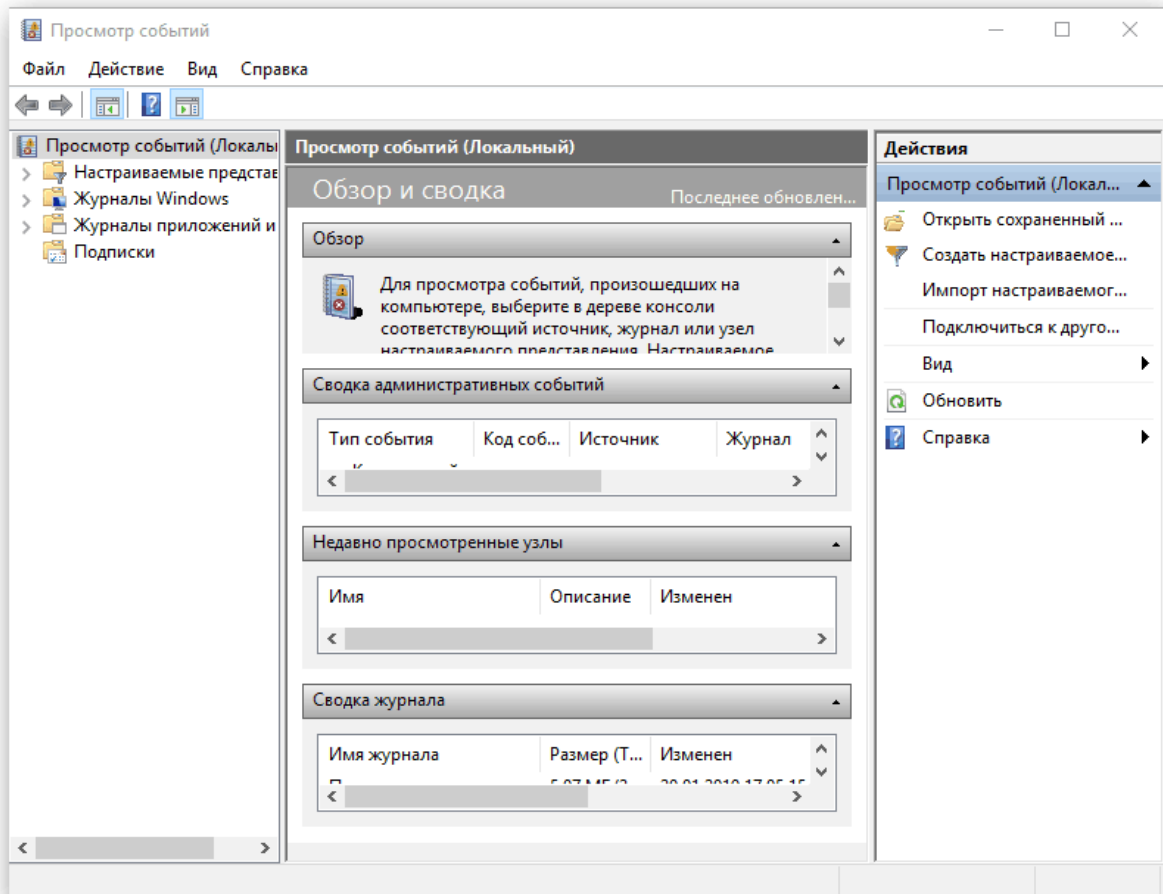 Просмотр событий
Файл Действие Вид Справка
Просмотр событий (Локалы
Настраиваемые представ
Журналы Windows
Журналы приложений и
Подписки
Просмотр событий (Локальный)
Обзор и сводка
Последнее обновлен...
Обзор
Для просмотра событий, произошедших на
компьютере, выберите в дереве консоли
соответствующий источник, журнал или узел
настраиваемого представления. Настраиваемое
Сводка административных событий
Тип события Код соб... Источник Журнал
Недавно просмотренные узлы
Имя Описание Изменен
Сводка журнала
Имя журнала Размер (Т... Изменен
Действия
Просмотр событий (Локал...
Открыть сохраненный ...
Создать настраиваемое...
Импорт настраиваемог...
Подключиться к друго...
Вид
Обновить
Справка